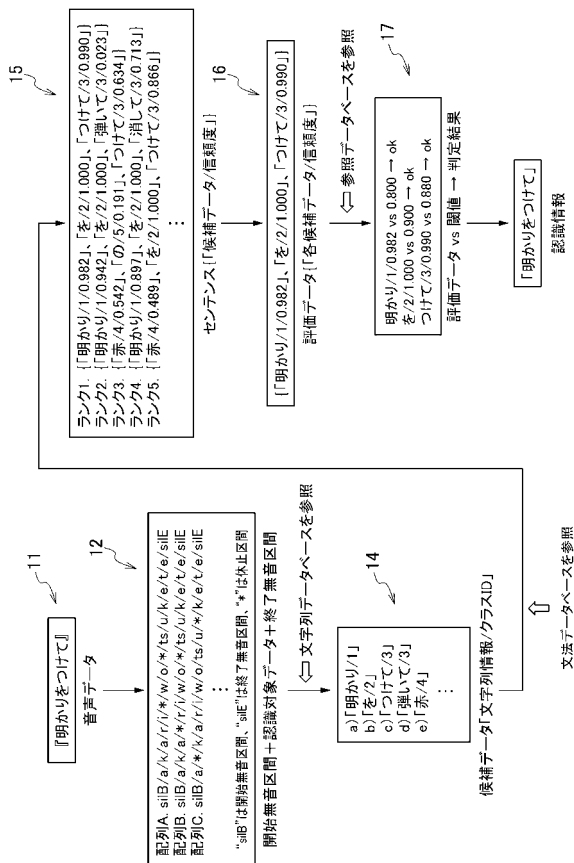 11
『明かりをつけて』
音声データ
12
配列A. silB/a/k/a/r/i/*/w/o/*/ts/u/k/e/t/e/silE
配列B. silB/a/k/a/*/r/i/w/o/*/ts/u/k/e/t/e/silE
配列C. silB/a/*/k/a/r/i/w/o/ts/u/*/k/e/t/e/silE
⋮
“silB”は開始無音区間、“silE”は終了無音区間、“*”は休止区間
開始無音区間+認識対象データ+終了無音区間
⇦ 文字列データベースを参照
14
a)「明かり/1」
b)「を/2」
c)「つけて/3」
d)「弾いて/3」
e)「赤/4」
⋮
候補データ「文字列情報/クラスID」
⇧
文法データベースを参照
15
ランク1. {「明かり/1/0.982」、「を/2/1.000」、「つけて/3/0.990」}
ランク2. {「明かり/1/0.942」、「を/2/1.000」、「弾いて/3/0.023」}
ランク3. {「赤/4/0.542」、「の/5/0.191」、「つけて/3/0.634」}
ランク4. {「明かり/1/0.897」、「を/2/1.000」、「消して/3/0.713」}
ランク5. {「赤/4/0.489」、「を/2/1.000」、「つけて/3/0.866」}
⋮
センテンス{「候補データ/信頼度」}
16
{「明かり/1/0.982」、「を/2/1.000」、「つけて/3/0.990」}
評価データ{「各候補データ/信頼度」}
⇦ 参照データベースを参照
17
明かり/1/0.982 vs 0.800 → ok
を/2/1.000 vs 0.900 → ok
つけて/3/0.990 vs 0.880 → ok
評価データ vs 閾値 → 判定結果
「明かりをつけて」
認識情報